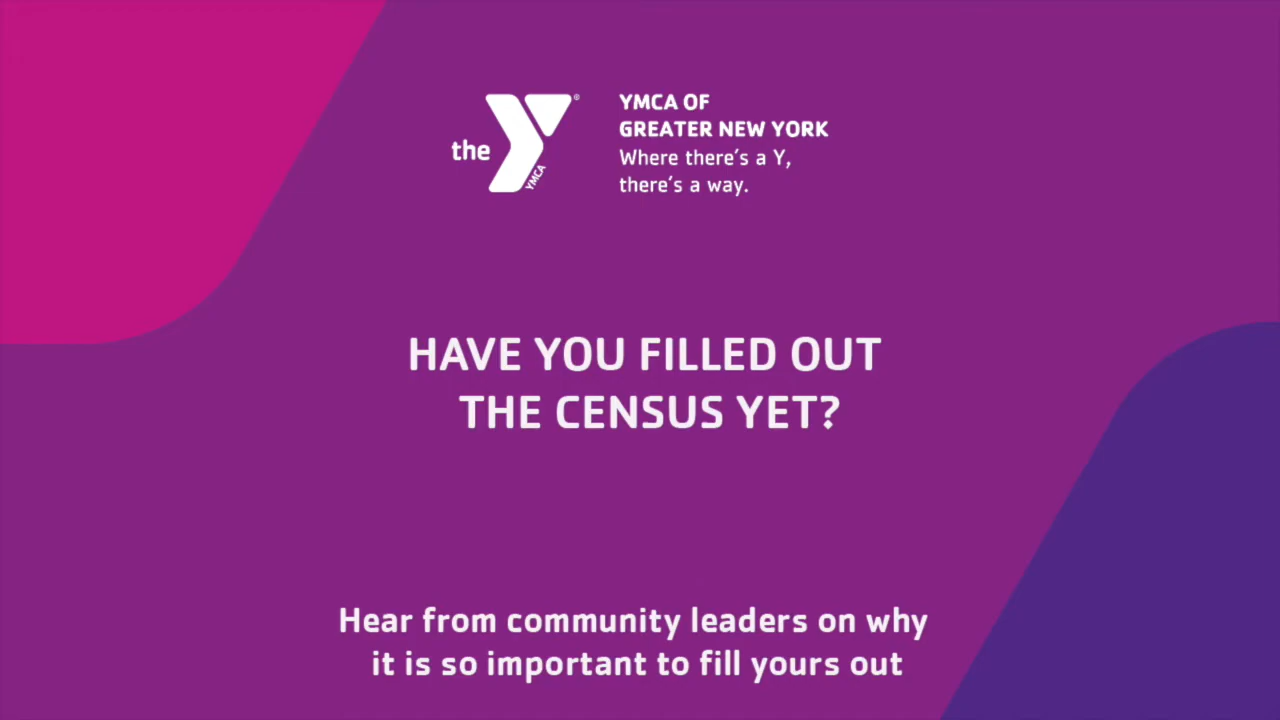 the
YMCA
®
YMCA OF
GREATER NEW YORK
Where there's a Y,
there's a way.
HAVE YOU FILLED OUT
THE CENSUS YET?
Hear from community leaders on why
it is so important to fill yours out